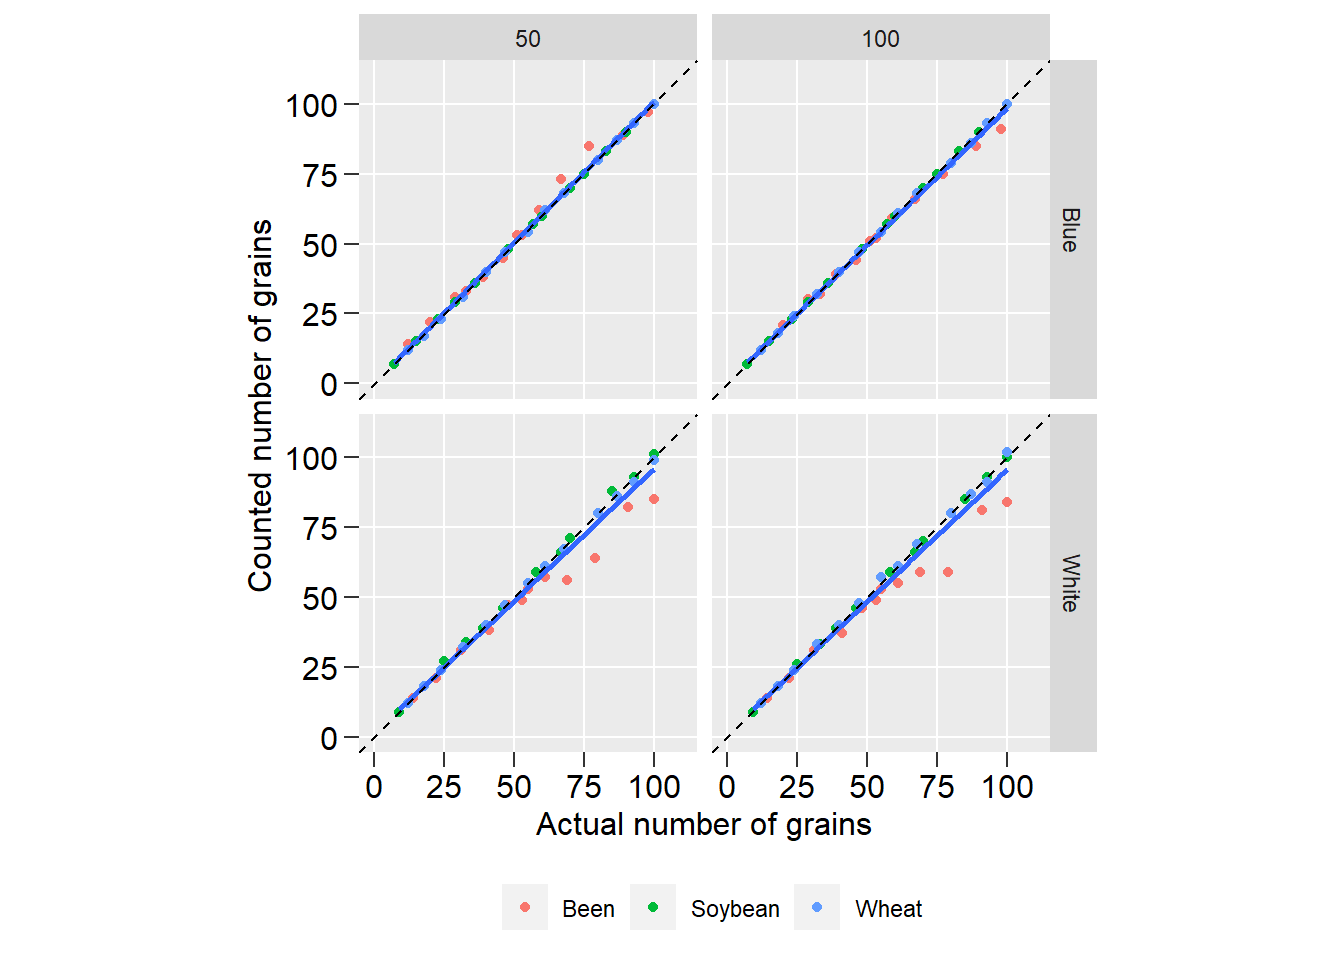 50 100
100
75
50
25
0
Blue
100
75
50
25
0
White
Counted number of grains
0 25 50 75 100 0 25 50 75 100
Actual number of grains
Been Soybean Wheat